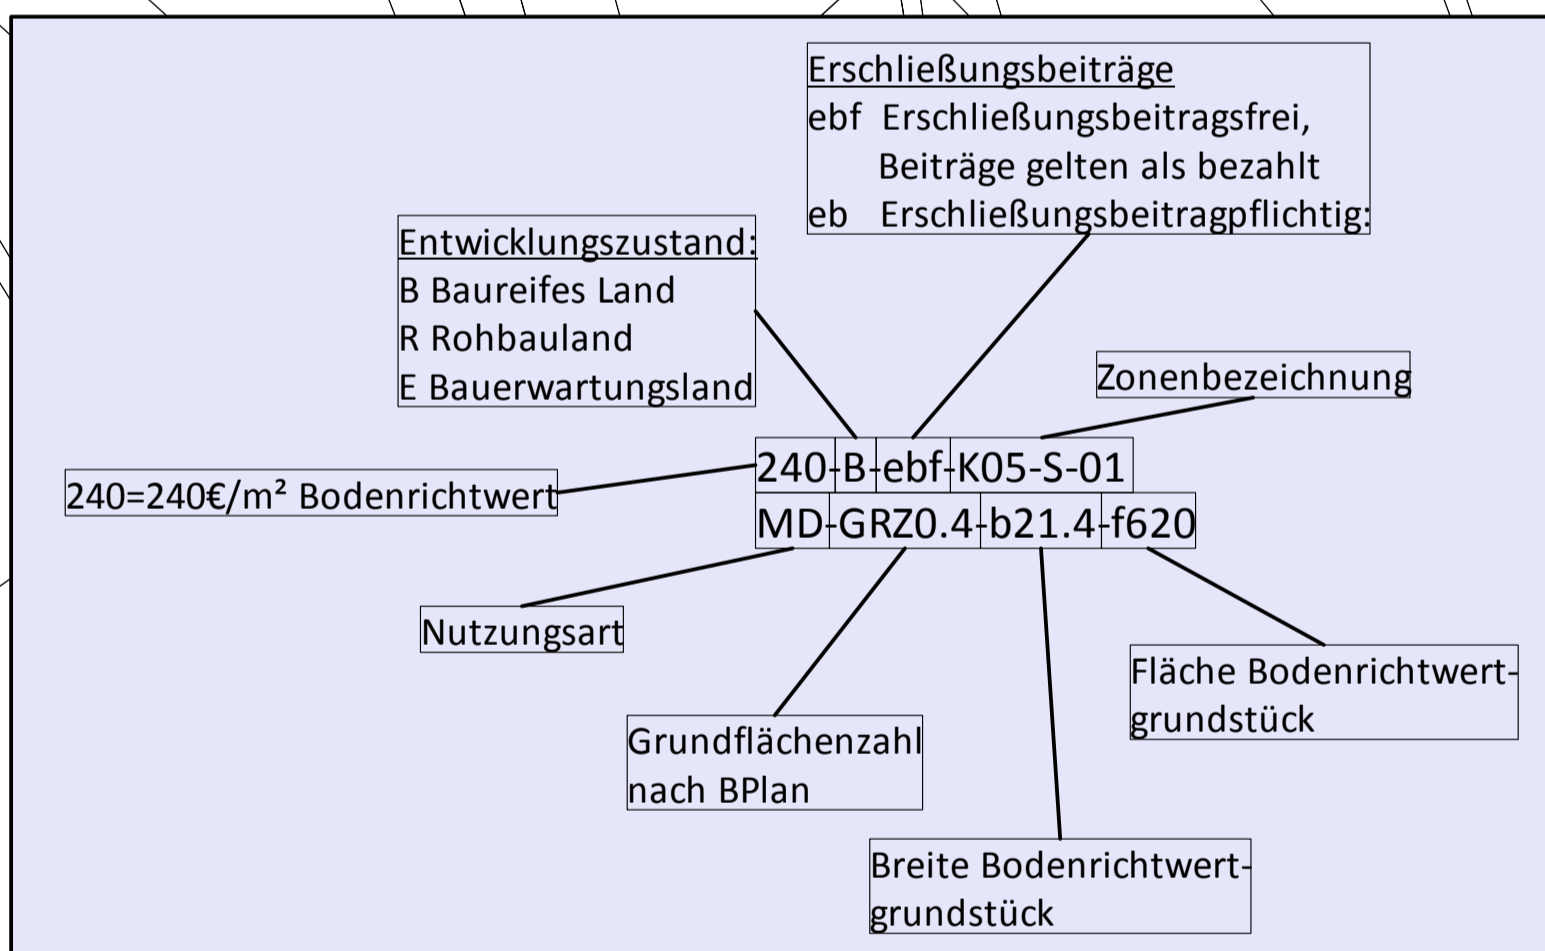 Erschließungsbeiträge
ebf Erschließungsbeitragsfrei,
Beiträge gelten als bezahlt
eb Erschließungsbeitragpflichtig:
Entwicklungszustand:
B Baureifes Land
R Rohbauland
E Bauerwartungsland
Zonenbezeichnung
240-B-ebf-K05-S-01
240=240€/m² Bodenrichtwert
MD-GRZ0.4-b21.4-f620
Nutzungsart
Fläche Bodenrichtwert-
grundstück
Grundflächenzahl
nach BPlan
Breite Bodenrichtwert-
grundstück